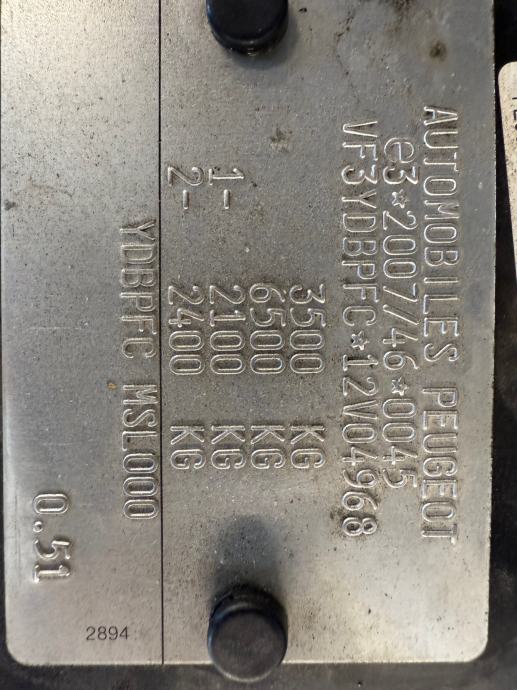 AUTOMOBILES PEUGEOT
e3*2007/46*0045
VF3YDBPFC*12V04968
3500 KG
6500 KG
1- 2100 KG
2- 2400 KG
YDBPFC MSL000
0.51
2894